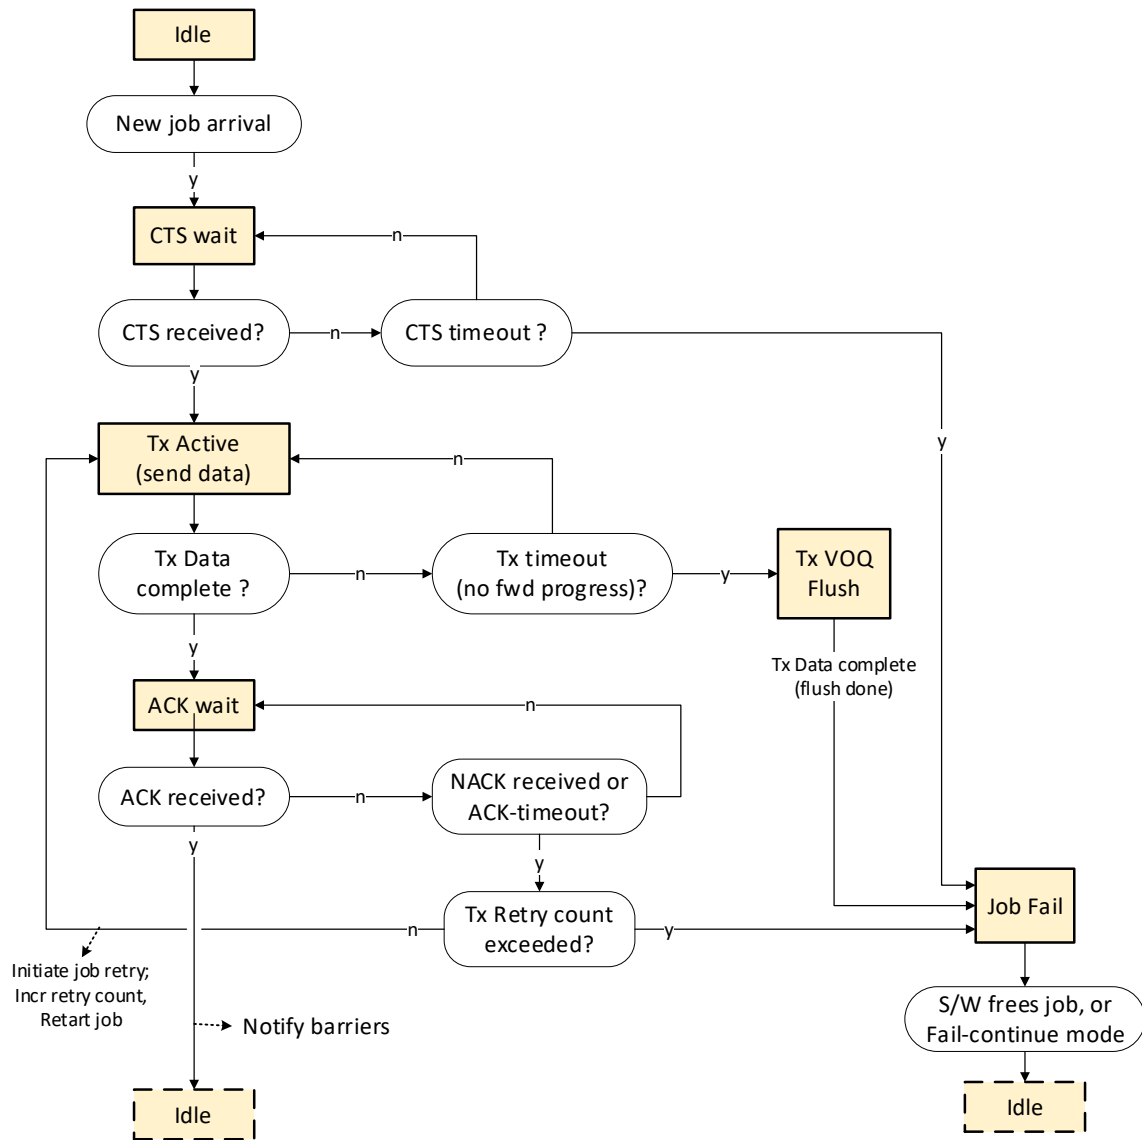 Idle
New job arrival
y
CTS wait
n
CTS received?
n
CTS timeout ?
y
y
Tx Active
(send data)
n
Tx Data
complete ?
n
Tx timeout
(no fwd progress)?
y
Tx VOQ
Flush
y
Tx Data complete
(flush done)
ACK wait
n
ACK received?
n
NACK received or
ACK-timeout?
y
y
Tx Retry count
exceeded?
n
y
Job Fail
Initiate job retry;
Incr retry count,
Retart job
Notify barriers
S/W frees job, or
Fail-continue mode
Idle
Idle